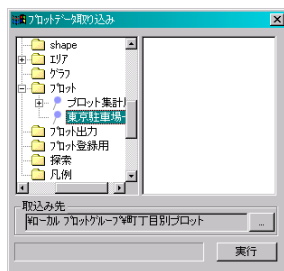 ﾌﾟﾛｯﾄﾃﾞｰﾀ取り込み
shape
ｴﾘｱ
ｸﾞﾗﾌ
ﾌﾟﾛｯﾄ
プロット集計
東京駐車場
ﾌﾟﾛｯﾄ出力
ﾌﾟﾛｯﾄ登録用
探索
凡例
取込み先
¥ﾛｰｶﾙ ﾌﾟﾛｯﾄｸﾞﾙｰﾌﾟ¥町丁目別プロット
...
実行